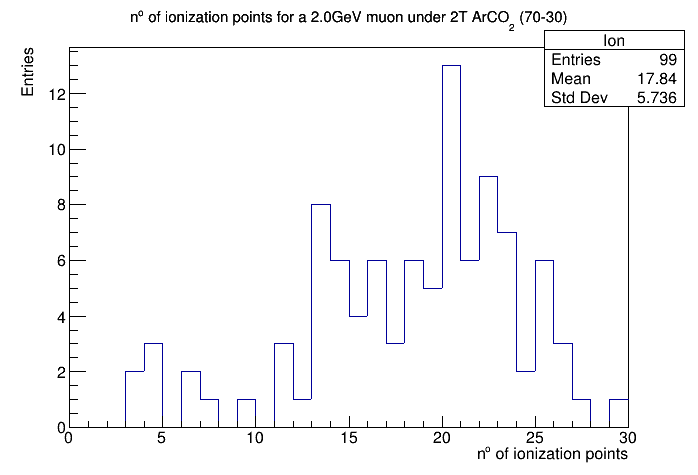 nº of ionization points for a 2.0GeV muon under 2T ArCO2 (70-30)
Ion
Entries 99
Mean 17.84
Std Dev 5.736
Entries
12
10
8
6
4
2
0
0 5 10 15 20 25 30
nº of ionization points